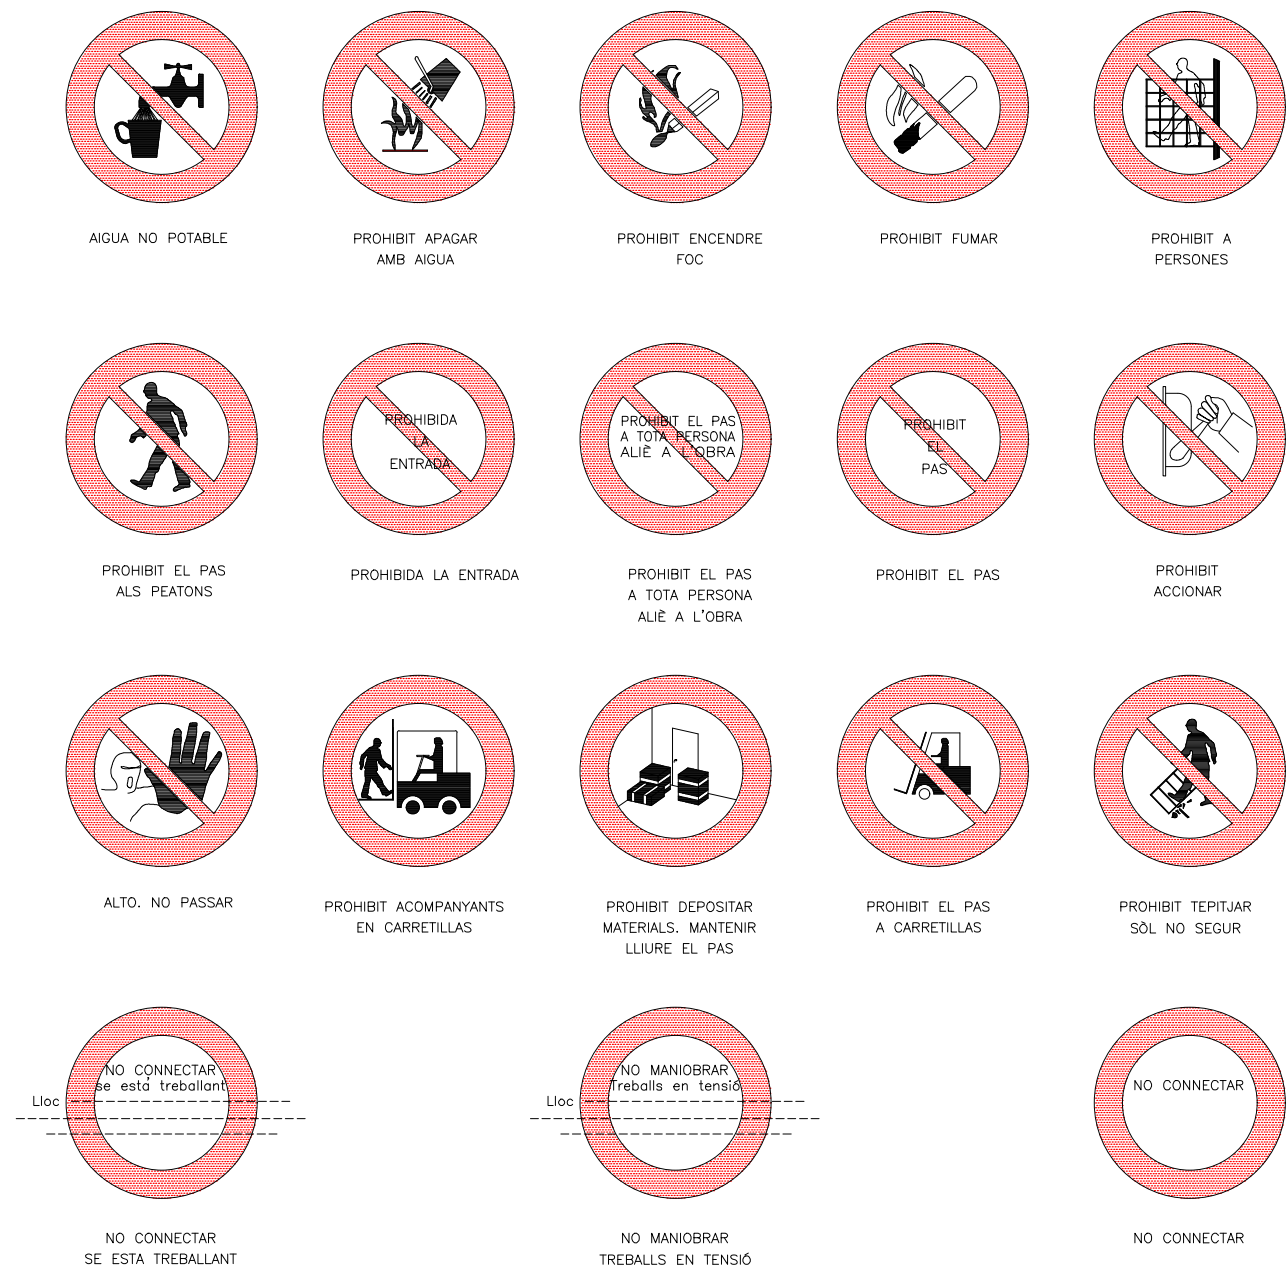 AIGUA NO POTABLE
PROHIBIT APAGAR
AMB AIGUA
PROHIBIT ENCENDRE
FOC
PROHIBIT FUMAR
PROHIBIT A
PERSONES
PROHIBIDA
LA
ENTRADA
PROHIBIT EL PAS
A TOTA PERSONA
ALIÈ A L'OBRA
PROHIBIT
EL
PAS
PROHIBIT EL PAS
ALS PEATONS
PROHIBIDA LA ENTRADA
PROHIBIT EL PAS
A TOTA PERSONA
ALIÈ A L'OBRA
PROHIBIT EL PAS
PROHIBIT
ACCIONAR
ALTO. NO PASSAR
PROHIBIT ACOMPANYANTS
EN CARRETILLAS
PROHIBIT DEPOSITAR
MATERIALS. MANTENIR
LLIURE EL PAS
PROHIBIT EL PAS
A CARRETILLAS
PROHIBIT TEPITJAR
SÒL NO SEGUR
NO CONNECTAR
se està treballant
Lloc
NO MANIOBRAR
Treballs en tensió
Lloc
NO CONNECTAR
NO CONNECTAR
SE ESTA TREBALLANT
NO MANIOBRAR
TREBALLS EN TENSIÓ
NO CONNECTAR